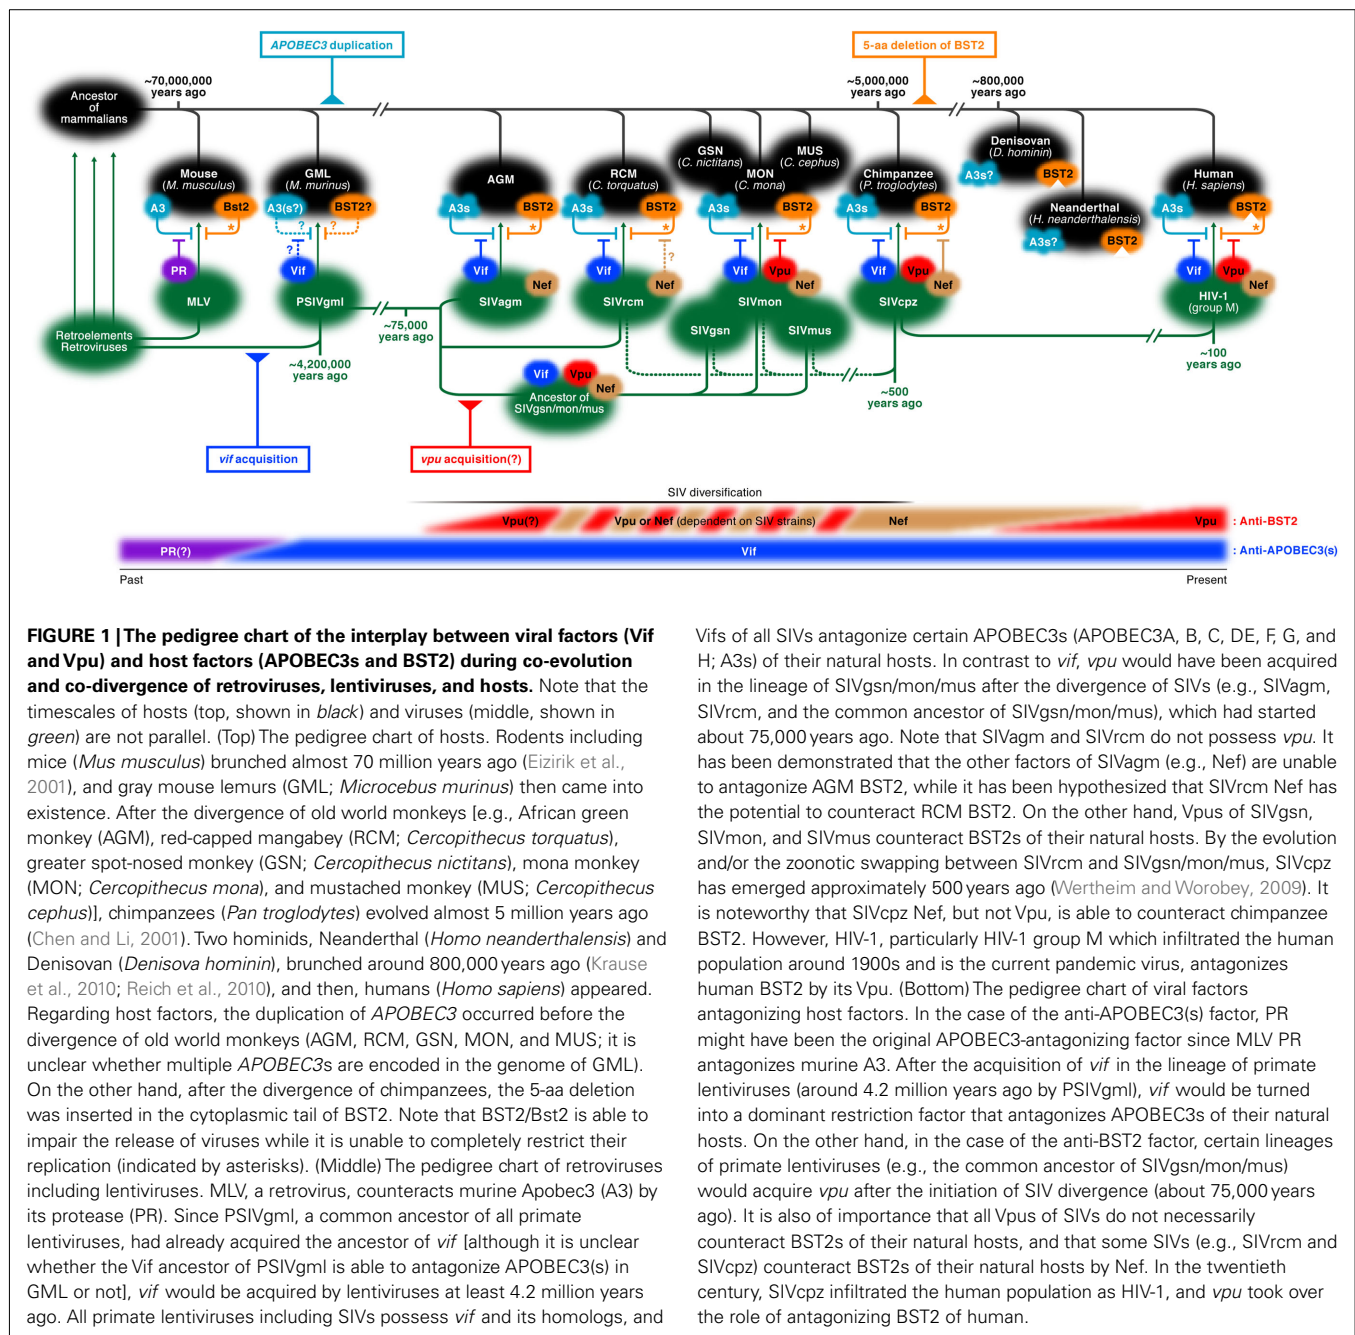 APOBEC3 duplication
5-aa deletion of BST2
~70,000,000
years ago
~5,000,000
years ago
~800,000
years ago
Ancestor
of
mammalians
Mouse
(M. musculus)
A3
Bst2
*
PR
MLV
GML
(M. murinus)
A3(s?)
BST2?
?
?
?
Vif
PSIVgml
AGM
A3s
BST2
*
Vif
Nef
SIVagm
RCM
(C. torquatus)
A3s
BST2
*
?
Vif
Nef
SIVrcm
GSN
(C. nictitans)
MUS
(C. cephus)
MON
(C. mona)
A3s
BST2
*
Vif
Vpu
Nef
SIVmon
SIVgsn
SIVmus
Chimpanzee
(P. troglodytes)
A3s
BST2
*
Vif
Vpu
Nef
SIVcpz
Denisovan
(D. hominin)
A3s?
BST2
Neanderthal
(H. neanderthalensis)
A3s?
BST2
Human
(H. sapiens)
A3s
BST2
*
Vif
Vpu
Nef
HIV-1
(group M)
Retroelements
Retroviruses
~4,200,000
years ago
~75,000
years ago
Vif
Vpu
Nef
Ancestor of
SIVgsn/mon/mus
~500
years ago
~100
years ago
vif acquisition
vpu acquisition(?)
SIV diversification
Vpu(?)
Vpu or Nef (dependent on SIV strains)
Nef
Vpu
: Anti-BST2
PR(?)
Vif
: Anti-APOBEC3(s)
Past
Present
FIGURE 1 | The pedigree chart of the interplay between viral factors (Vif
and Vpu) and host factors (APOBEC3s and BST2) during co-evolution
and co-divergence of retroviruses, lentiviruses, and hosts. Note that the
timescales of hosts (top, shown in black) and viruses (middle, shown in
green) are not parallel. (Top) The pedigree chart of hosts. Rodents including
mice (Mus musculus) brunched almost 70 million years ago (Eizirik et al.,
2001), and gray mouse lemurs (GML; Microcebus murinus) then came into
existence. After the divergence of old world monkeys [e.g., African green
monkey (AGM), red-capped mangabey (RCM; Cercopithecus torquatus),
greater spot-nosed monkey (GSN; Cercopithecus nictitans), mona monkey
(MON; Cercopithecus mona), and mustached monkey (MUS; Cercopithecus
cephus)], chimpanzees (Pan troglodytes) evolved almost 5 million years ago
(Chen and Li, 2001). Two hominids, Neanderthal (Homo neanderthalensis) and
Denisovan (Denisova hominin), brunched around 800,000 years ago (Krause
et al., 2010; Reich et al., 2010), and then, humans (Homo sapiens) appeared.
Regarding host factors, the duplication of APOBEC3 occurred before the
divergence of old world monkeys (AGM, RCM, GSN, MON, and MUS; it is
unclear whether multiple APOBEC3s are encoded in the genome of GML).
On the other hand, after the divergence of chimpanzees, the 5-aa deletion
was inserted in the cytoplasmic tail of BST2. Note that BST2/Bst2 is able to
impair the release of viruses while it is unable to completely restrict their
replication (indicated by asterisks). (Middle) The pedigree chart of retroviruses
including lentiviruses. MLV, a retrovirus, counteracts murine Apobec3 (A3) by
its protease (PR). Since PSIVgml, a common ancestor of all primate
lentiviruses, had already acquired the ancestor of vif [although it is unclear
whether the Vif ancestor of PSIVgml is able to antagonize APOBEC3(s) in
GML or not], vif would be acquired by lentiviruses at least 4.2 million years
ago. All primate lentiviruses including SIVs possess vif and its homologs, and
Vifs of all SIVs antagonize certain APOBEC3s (APOBEC3A, B, C, DE, F, G, and
H; A3s) of their natural hosts. In contrast to vif, vpu would have been acquired
in the lineage of SIVgsn/mon/mus after the divergence of SIVs (e.g., SIVagm,
SIVrcm, and the common ancestor of SIVgsn/mon/mus), which had started
about 75,000 years ago. Note that SIVagm and SIVrcm do not possess vpu. It
has been demonstrated that the other factors of SIVagm (e.g., Nef) are unable
to antagonize AGM BST2, while it has been hypothesized that SIVrcm Nef has
the potential to counteract RCM BST2. On the other hand, Vpus of SIVgsn,
SIVmon, and SIVmus counteract BST2s of their natural hosts. By the evolution
and/or the zoonotic swapping between SIVrcm and SIVgsn/mon/mus, SIVcpz
has emerged approximately 500 years ago (Wertheim and Worobey, 2009). It
is noteworthy that SIVcpz Nef, but not Vpu, is able to counteract chimpanzee
BST2. However, HIV-1, particularly HIV-1 group M which infiltrated the human
population around 1900s and is the current pandemic virus, antagonizes
human BST2 by its Vpu. (Bottom) The pedigree chart of viral factors
antagonizing host factors. In the case of the anti-APOBEC3(s) factor, PR
might have been the original APOBEC3-antagonizing factor since MLV PR
antagonizes murine A3. After the acquisition of vif in the lineage of primate
lentiviruses (around 4.2 million years ago by PSIVgml), vif would be turned
into a dominant restriction factor that antagonizes APOBEC3s of their natural
hosts. On the other hand, in the case of the anti-BST2 factor, certain lineages
of primate lentiviruses (e.g., the common ancestor of SIVgsn/mon/mus)
would acquire vpu after the initiation of SIV divergence (about 75,000 years
ago). It is also of importance that all Vpus of SIVs do not necessarily
counteract BST2s of their natural hosts, and that some SIVs (e.g., SIVrcm and
SIVcpz) counteract BST2s of their natural hosts by Nef. In the twentieth
century, SIVcpz infiltrated the human population as HIV-1, and vpu took over
the role of antagonizing BST2 of human.